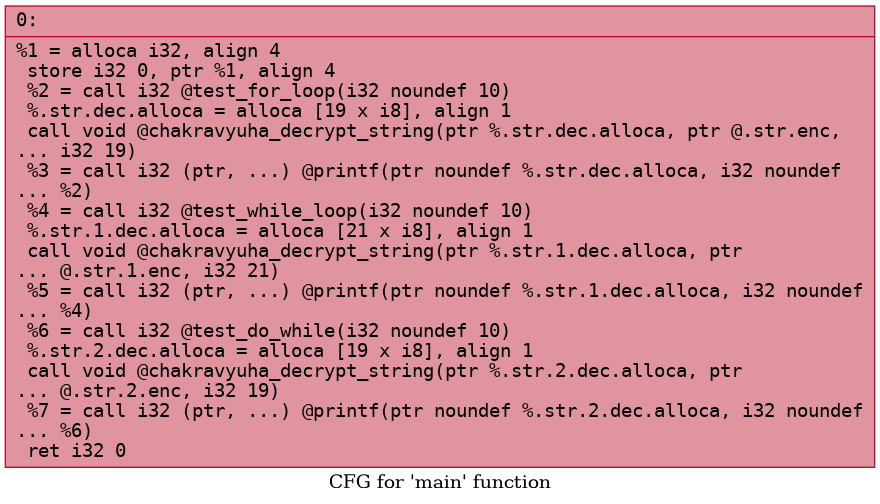 0:
%1 = alloca i32, align 4
store i32 0, ptr %1, align 4
%2 = call i32 @test_for_loop(i32 noundef 10)
%.str.dec.alloca = alloca [19 x i8], align 1
call void @chakravyuha_decrypt_string(ptr %.str.dec.alloca, ptr @.str.enc,
... i32 19)
%3 = call i32 (ptr, ...) @printf(ptr noundef %.str.dec.alloca, i32 noundef
... %2)
%4 = call i32 @test_while_loop(i32 noundef 10)
%.str.1.dec.alloca = alloca [21 x i8], align 1
call void @chakravyuha_decrypt_string(ptr %.str.1.dec.alloca, ptr
... @.str.1.enc, i32 21)
%5 = call i32 (ptr, ...) @printf(ptr noundef %.str.1.dec.alloca, i32 noundef
... %4)
%6 = call i32 @test_do_while(i32 noundef 10)
%.str.2.dec.alloca = alloca [19 x i8], align 1
call void @chakravyuha_decrypt_string(ptr %.str.2.dec.alloca, ptr
... @.str.2.enc, i32 19)
%7 = call i32 (ptr, ...) @printf(ptr noundef %.str.2.dec.alloca, i32 noundef
... %6)
ret i32 0
CFG for 'main' function